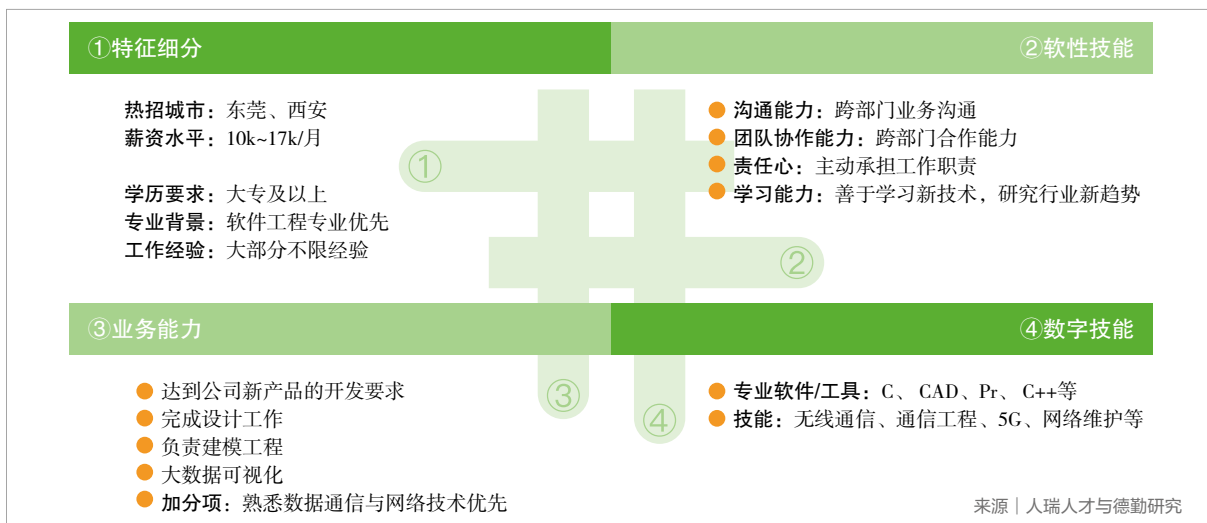 ①特征细分
②软性技能
热招城市：东莞、西安
薪资水平：10k~17k/月
学历要求：大专及以上
专业背景：软件工程专业优先
工作经验：大部分不限经验
①
沟通能力：跨部门业务沟通
团队协作能力：跨部门合作能力
责任心：主动承担工作职责
学习能力：善于学习新技术，研究行业新趋势
②
③业务能力
④数字技能
达到公司新产品的开发要求
完成设计工作
负责建模工程
大数据可视化
加分项：熟悉数据通信与网络技术优先
③
④
专业软件/工具：C、CAD、Pr、C++等
技能：无线通信、通信工程、5G、网络维护等
来源｜人瑞人才与德勤研究